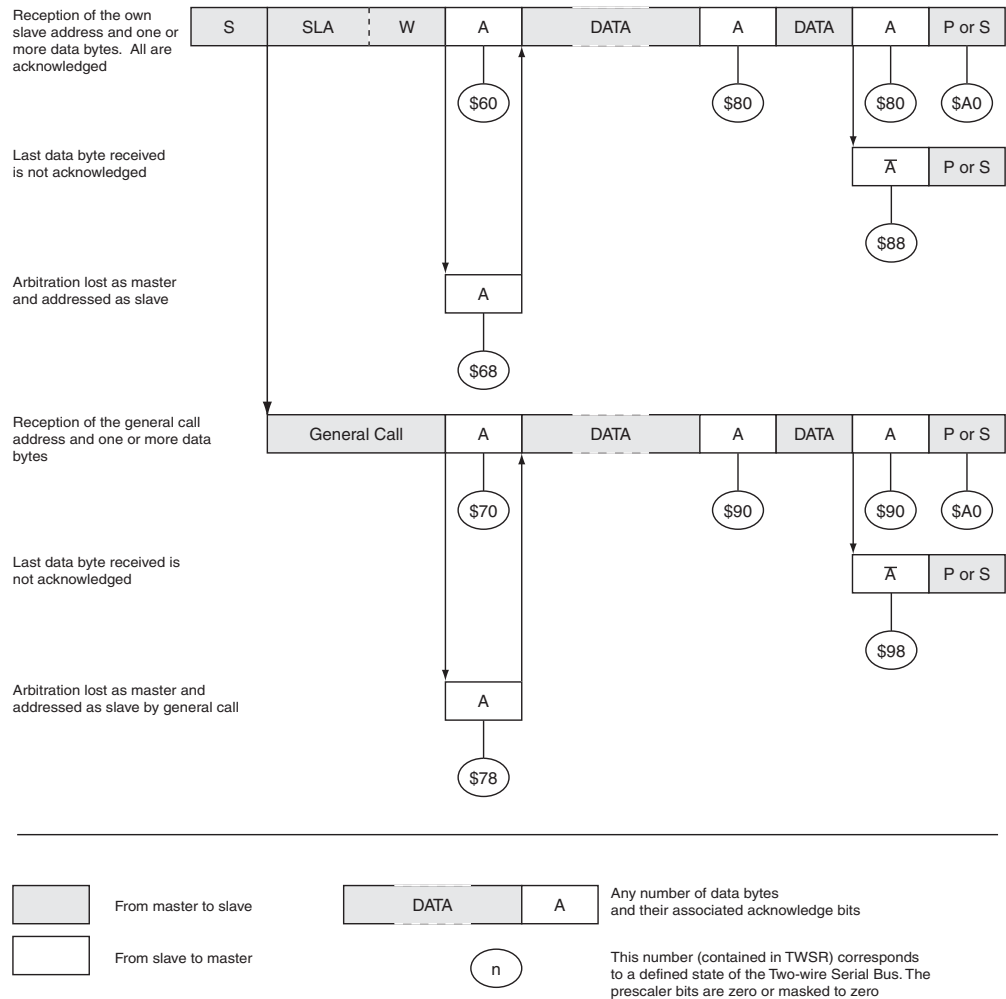 Reception of the own
slave address and one or
more data bytes. All are
acknowledged
S SLA W A DATA A DATA A P or S
$60 $80 $80 $A0
Last data byte received
is not acknowledged
A̅ P or S
$88
Arbitration lost as master
and addressed as slave
A
$68
Reception of the general call
address and one or more data
bytes
General Call A DATA A DATA A P or S
$70 $90 $90 $A0
Last data byte received is
not acknowledged
A̅ P or S
$98
Arbitration lost as master and
addressed as slave by general call
A
$78
From master to slave
DATA A
Any number of data bytes
and their associated acknowledge bits
From slave to master
n
This number (contained in TWSR) corresponds
to a defined state of the Two-wire Serial Bus. The
prescaler bits are zero or masked to zero